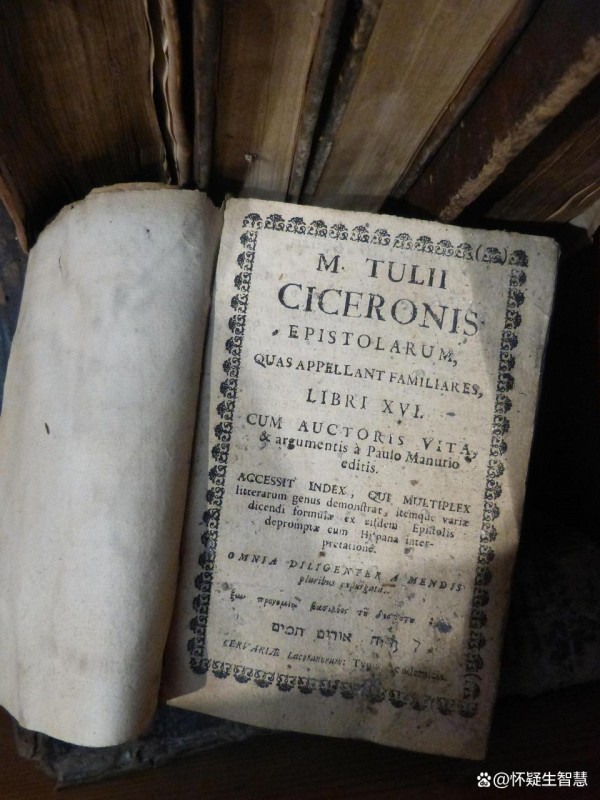 M. TULII
CICERONIS
EPISTOLARUM,
QUAS APPELLANT FAMILIARES,
LIBRI XVI.
CUM AUCTORIS VITA,
& argumentis à Paulo Manutio
editis.
ACCESSIT INDEX, QUI MULTIPLEX
litterarum genus demonstrat, itemque variæ
dicendi formulæ ex eisdem Epistolis
depromptæ cum Hispana inter-
pretatione.
OMNIA DILIGENTER A MENDIS
pluribus expurgata.
אורים תמים
CERVARIÆ Lacetanorum: Typis Academicis.
怀疑生智慧